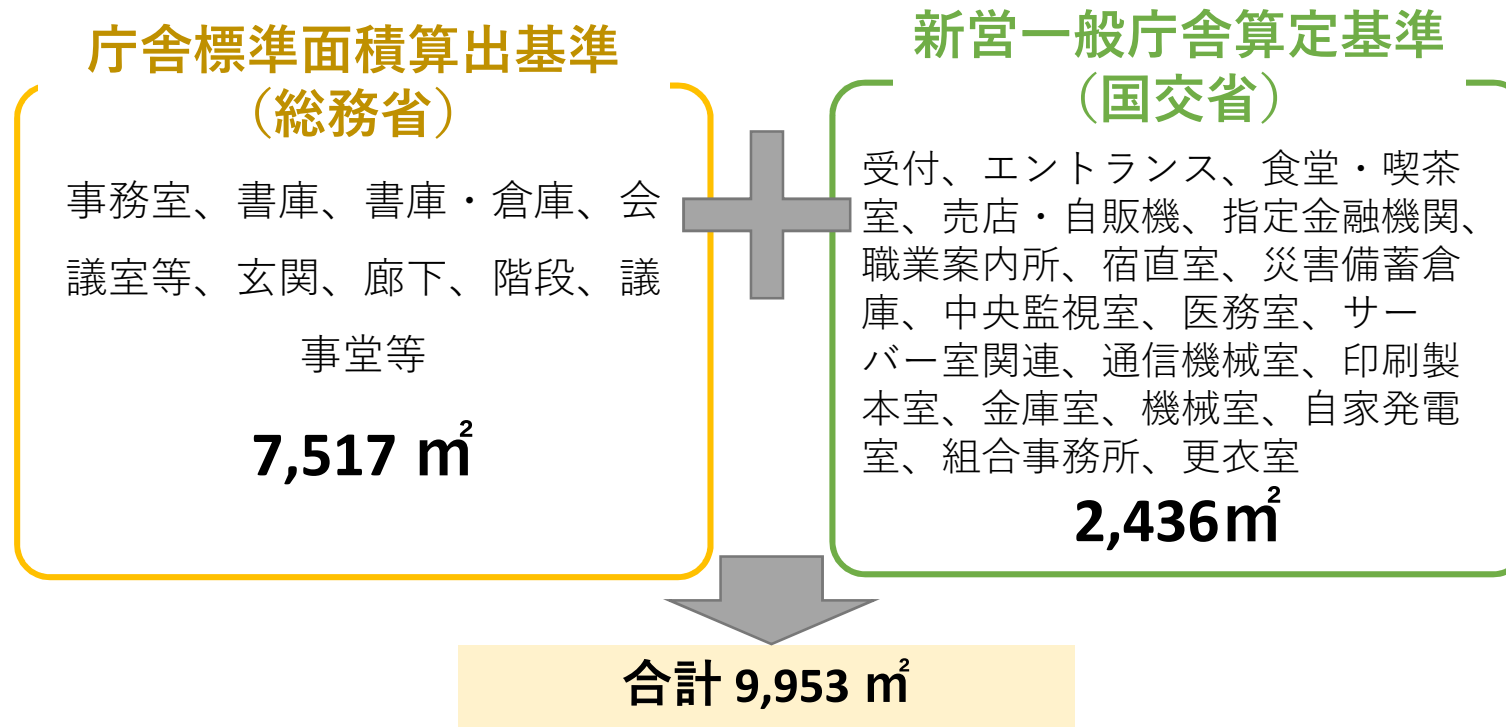 庁舎標準面積算出基準
（総務省）
事務室、書庫、書庫・倉庫、会
議室等、玄関、廊下、階段、議
事堂等
7,517 ㎡
新営一般庁舎算定基準
（国交省）
受付、エントランス、食堂・喫茶
室、売店・自販機、指定金融機関、
職業案内所、宿直室、災害備蓄倉
庫、中央監視室、医務室、サー
バー室関連、通信機械室、印刷製
本室、金庫室、機械室、自家発電
室、組合事務所、更衣室
2,436㎡
合計 9,953 ㎡